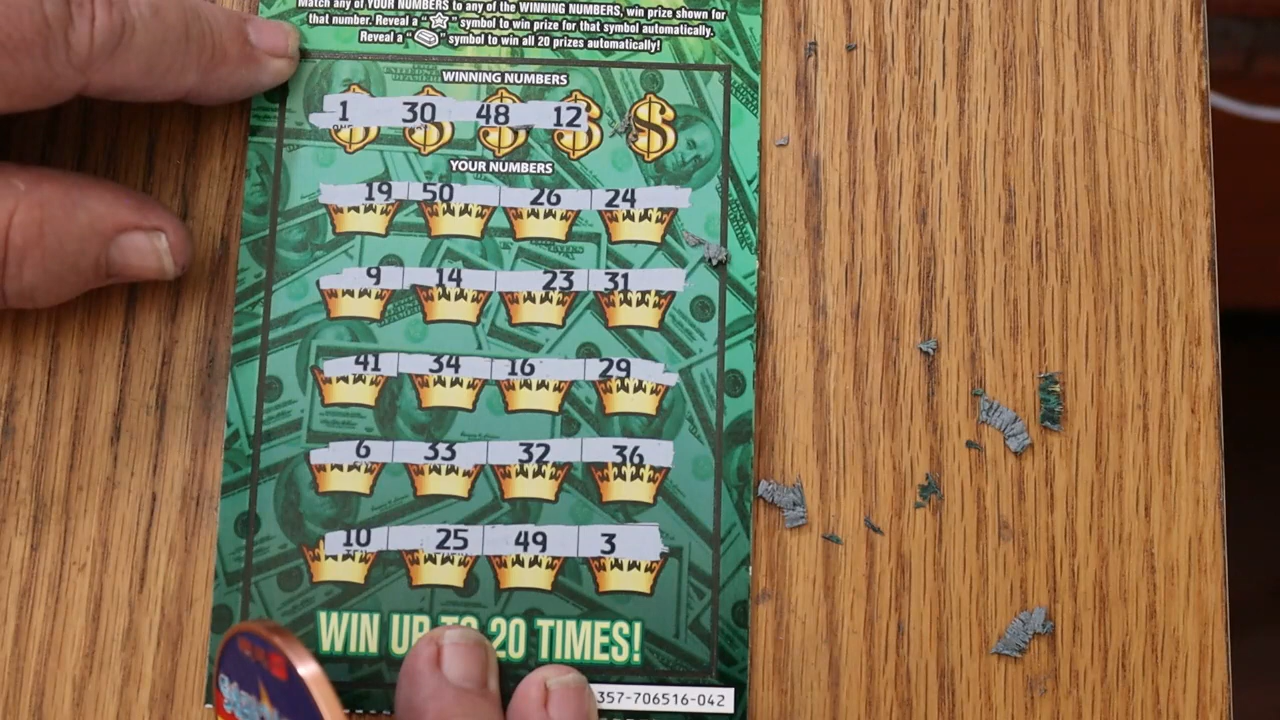 Match any of YOUR NUMBERS to any of the WINNING NUMBERS, win prize shown for
that number. Reveal a "☆" symbol to win prize for that symbol automatically.
Reveal a "" symbol to win all 20 prizes automatically!
WINNING NUMBERS
1 30 48 12
YOUR NUMBERS
19 50 26 24
9 14 23 31
41 34 16 29
6 33 32 36
10 25 49 3
WIN UP TO 20 TIMES!
357-706516-042